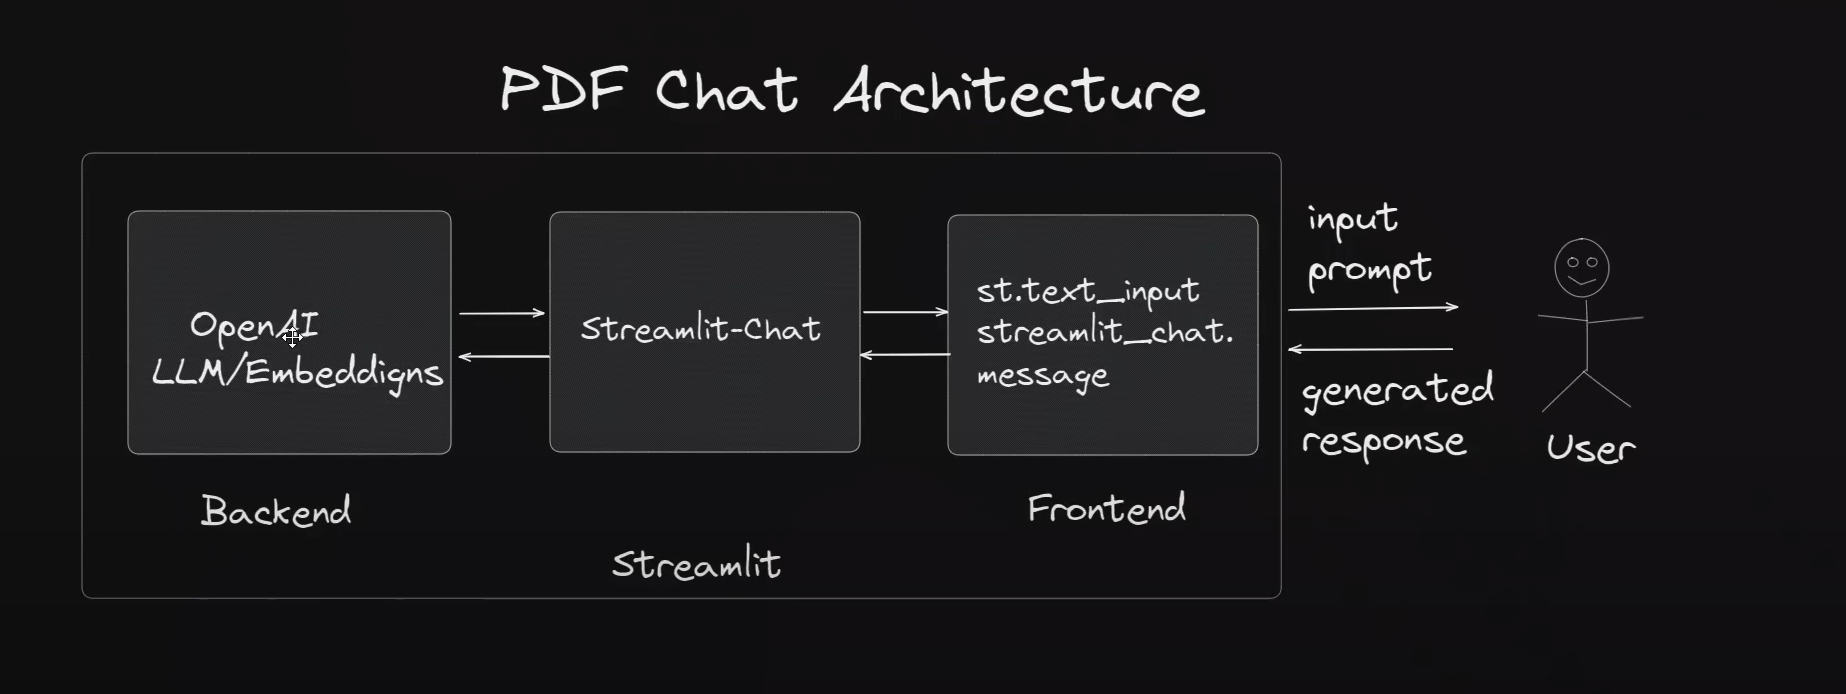 PDF Chat Architecture
OpenAI
LLM/Embeddigns
Backend
Streamlit-Chat
st.text_input
streamlit_chat.
message
Frontend
Streamlit
input
prompt
generated
response
User